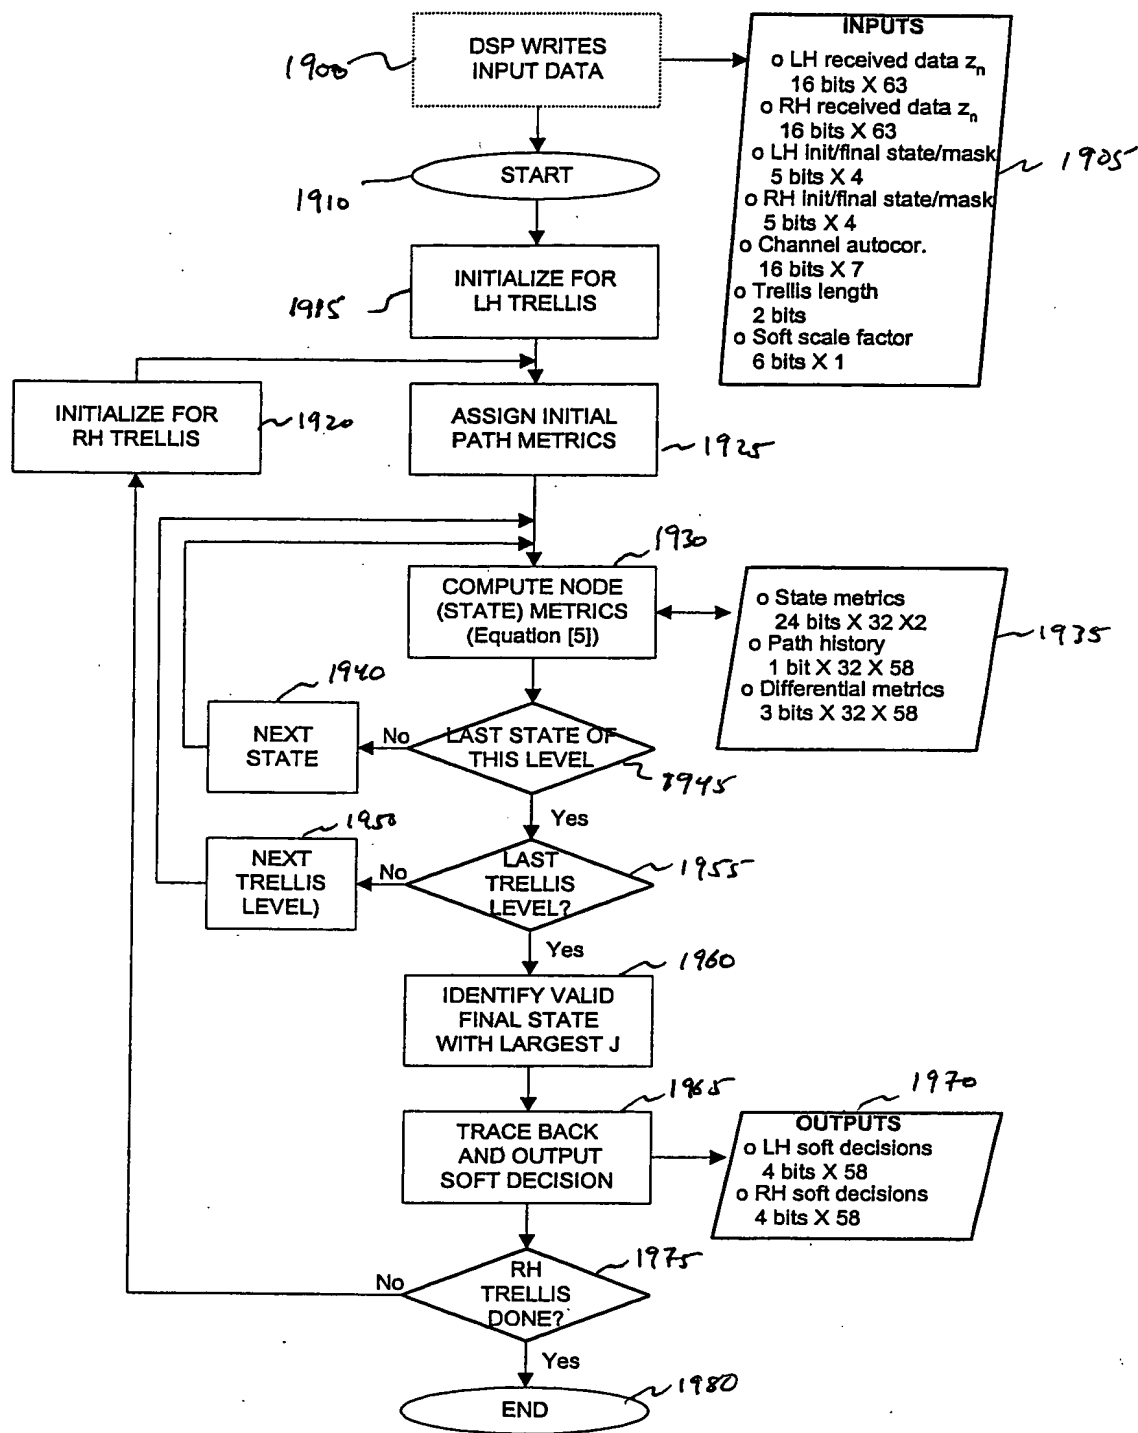 DSP WRITES
INPUT DATA
1900
INPUTS
o LH received data zn
16 bits X 63
o RH received data zn
16 bits X 63
o LH init/final state/mask
5 bits X 4
o RH init/final state/mask
5 bits X 4
o Channel autocor.
16 bits X 7
o Trellis length
2 bits
o Soft scale factor
6 bits X 1
1905
START
1910
INITIALIZE FOR
LH TRELLIS
1915
INITIALIZE FOR
RH TRELLIS
1920
ASSIGN INITIAL
PATH METRICS
1925
1930
COMPUTE NODE
(STATE) METRICS
(Equation [5])
o State metrics
24 bits X 32 X2
o Path history
1 bit X 32 X 58
o Differential metrics
3 bits X 32 X 58
1935
1940
NEXT
STATE
No
LAST STATE OF
THIS LEVEL
1945
Yes
1950
NEXT
TRELLIS
LEVEL)
No
LAST
TRELLIS
LEVEL?
1955
Yes
1960
IDENTIFY VALID
FINAL STATE
WITH LARGEST J
1965
TRACE BACK
AND OUTPUT
SOFT DECISION
1970
OUTPUTS
o LH soft decisions
4 bits X 58
o RH soft decisions
4 bits X 58
No
RH
TRELLIS
DONE?
1975
Yes
END
1980